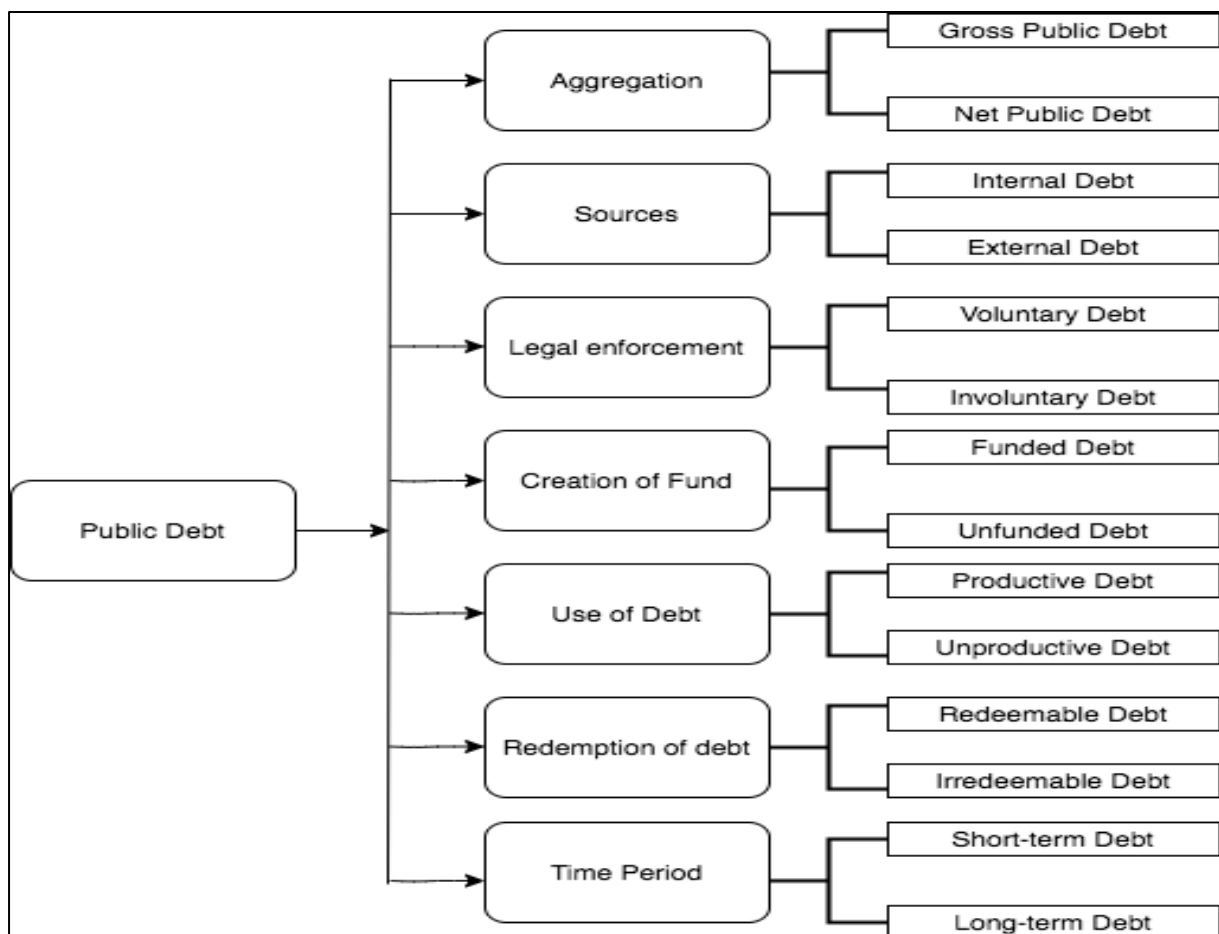 Public Debt
Aggregation
Gross Public Debt
Net Public Debt
Sources
Internal Debt
External Debt
Legal enforcement
Voluntary Debt
Involuntary Debt
Creation of Fund
Funded Debt
Unfunded Debt
Use of Debt
Productive Debt
Unproductive Debt
Redemption of debt
Redeemable Debt
Irredeemable Debt
Time Period
Short-term Debt
Long-term Debt